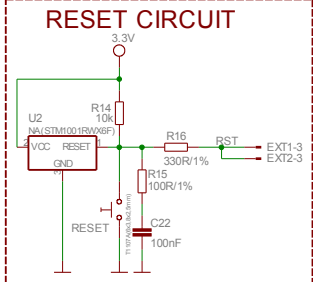 RESET CIRCUIT
3.3V
R14
10k
U2
NA(STM1001RWX6F)
2
VCC
RESET
1
GND
3
R16
330R/1%
RST
EXT1-3
EXT2-3
R15
100R/1%
RESET
C22
100nF